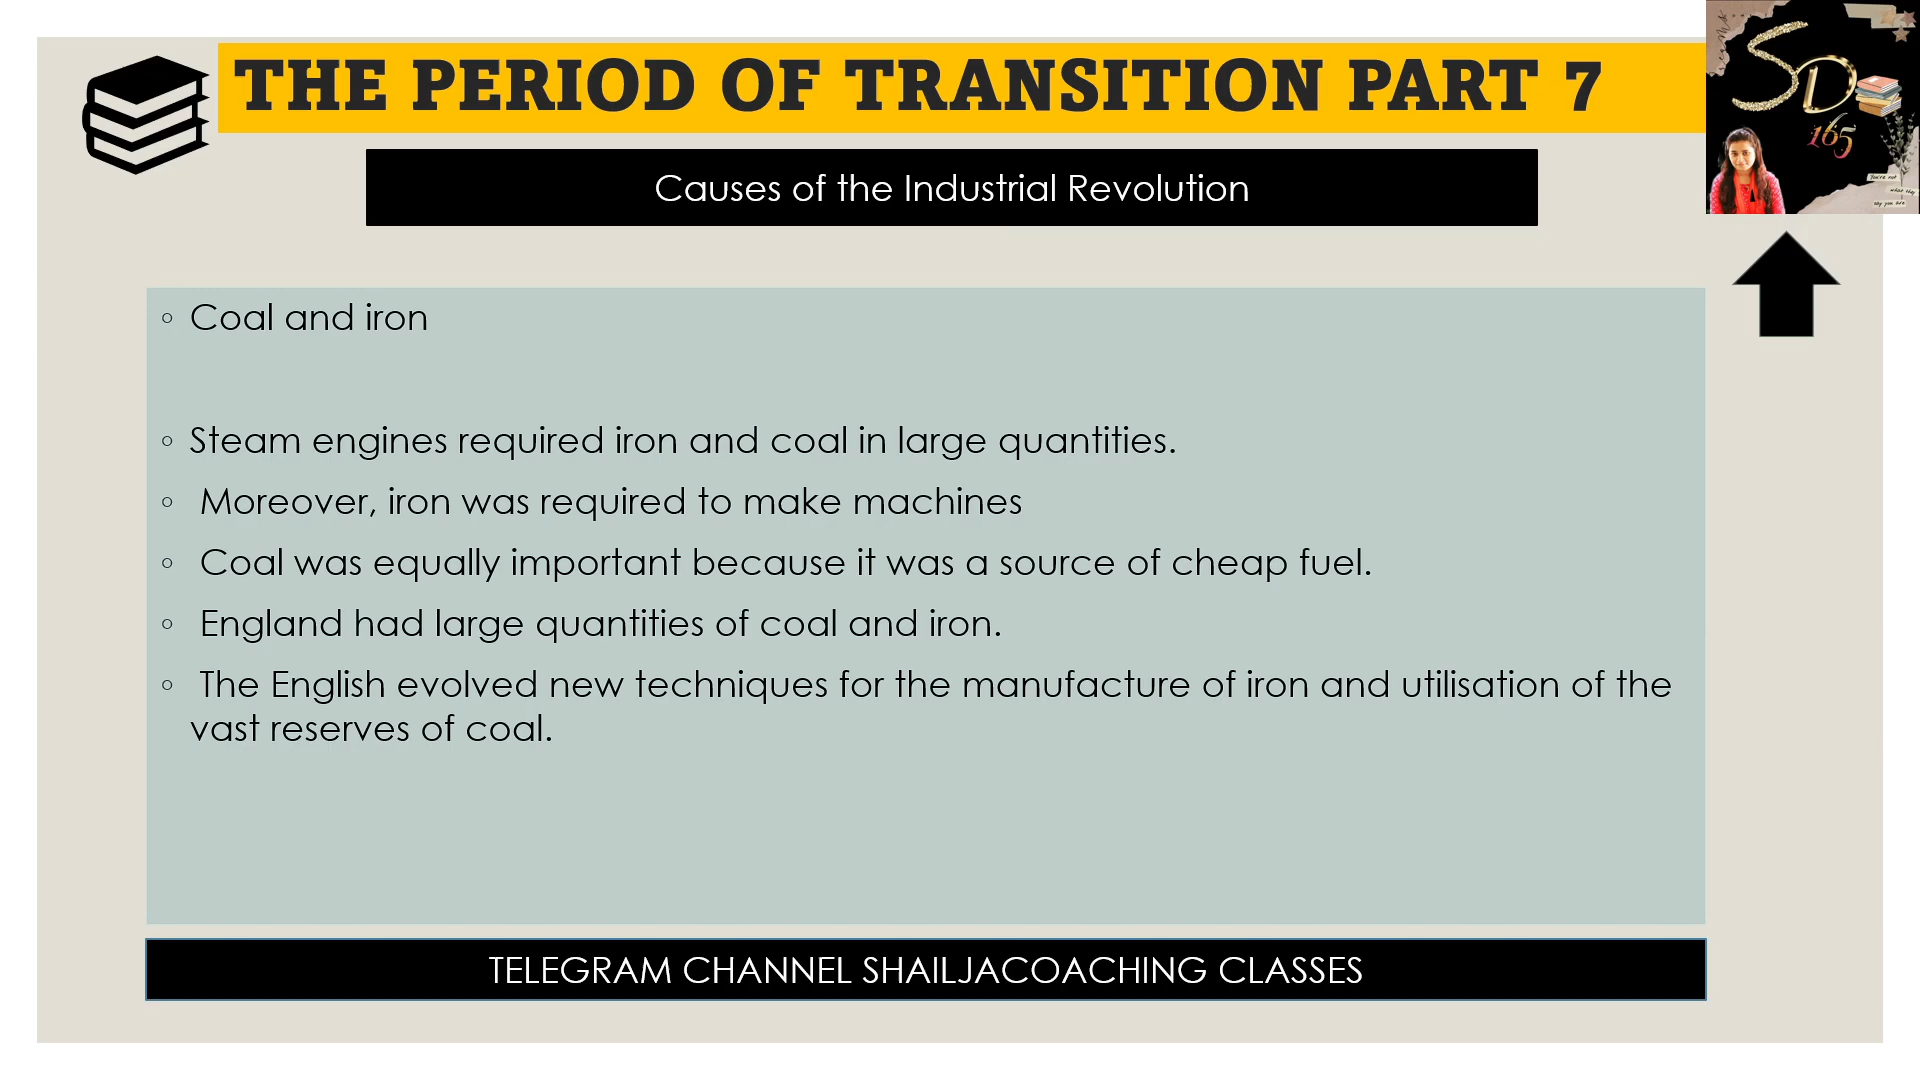 THE PERIOD OF TRANSITION PART 7
SD
165
Causes of the Industrial Revolution
◦ Coal and iron
◦ Steam engines required iron and coal in large quantities.
◦ Moreover, iron was required to make machines
◦ Coal was equally important because it was a source of cheap fuel.
◦ England had large quantities of coal and iron.
◦ The English evolved new techniques for the manufacture of iron and utilisation of the
vast reserves of coal.
TELEGRAM CHANNEL SHAILJACOACHING CLASSES